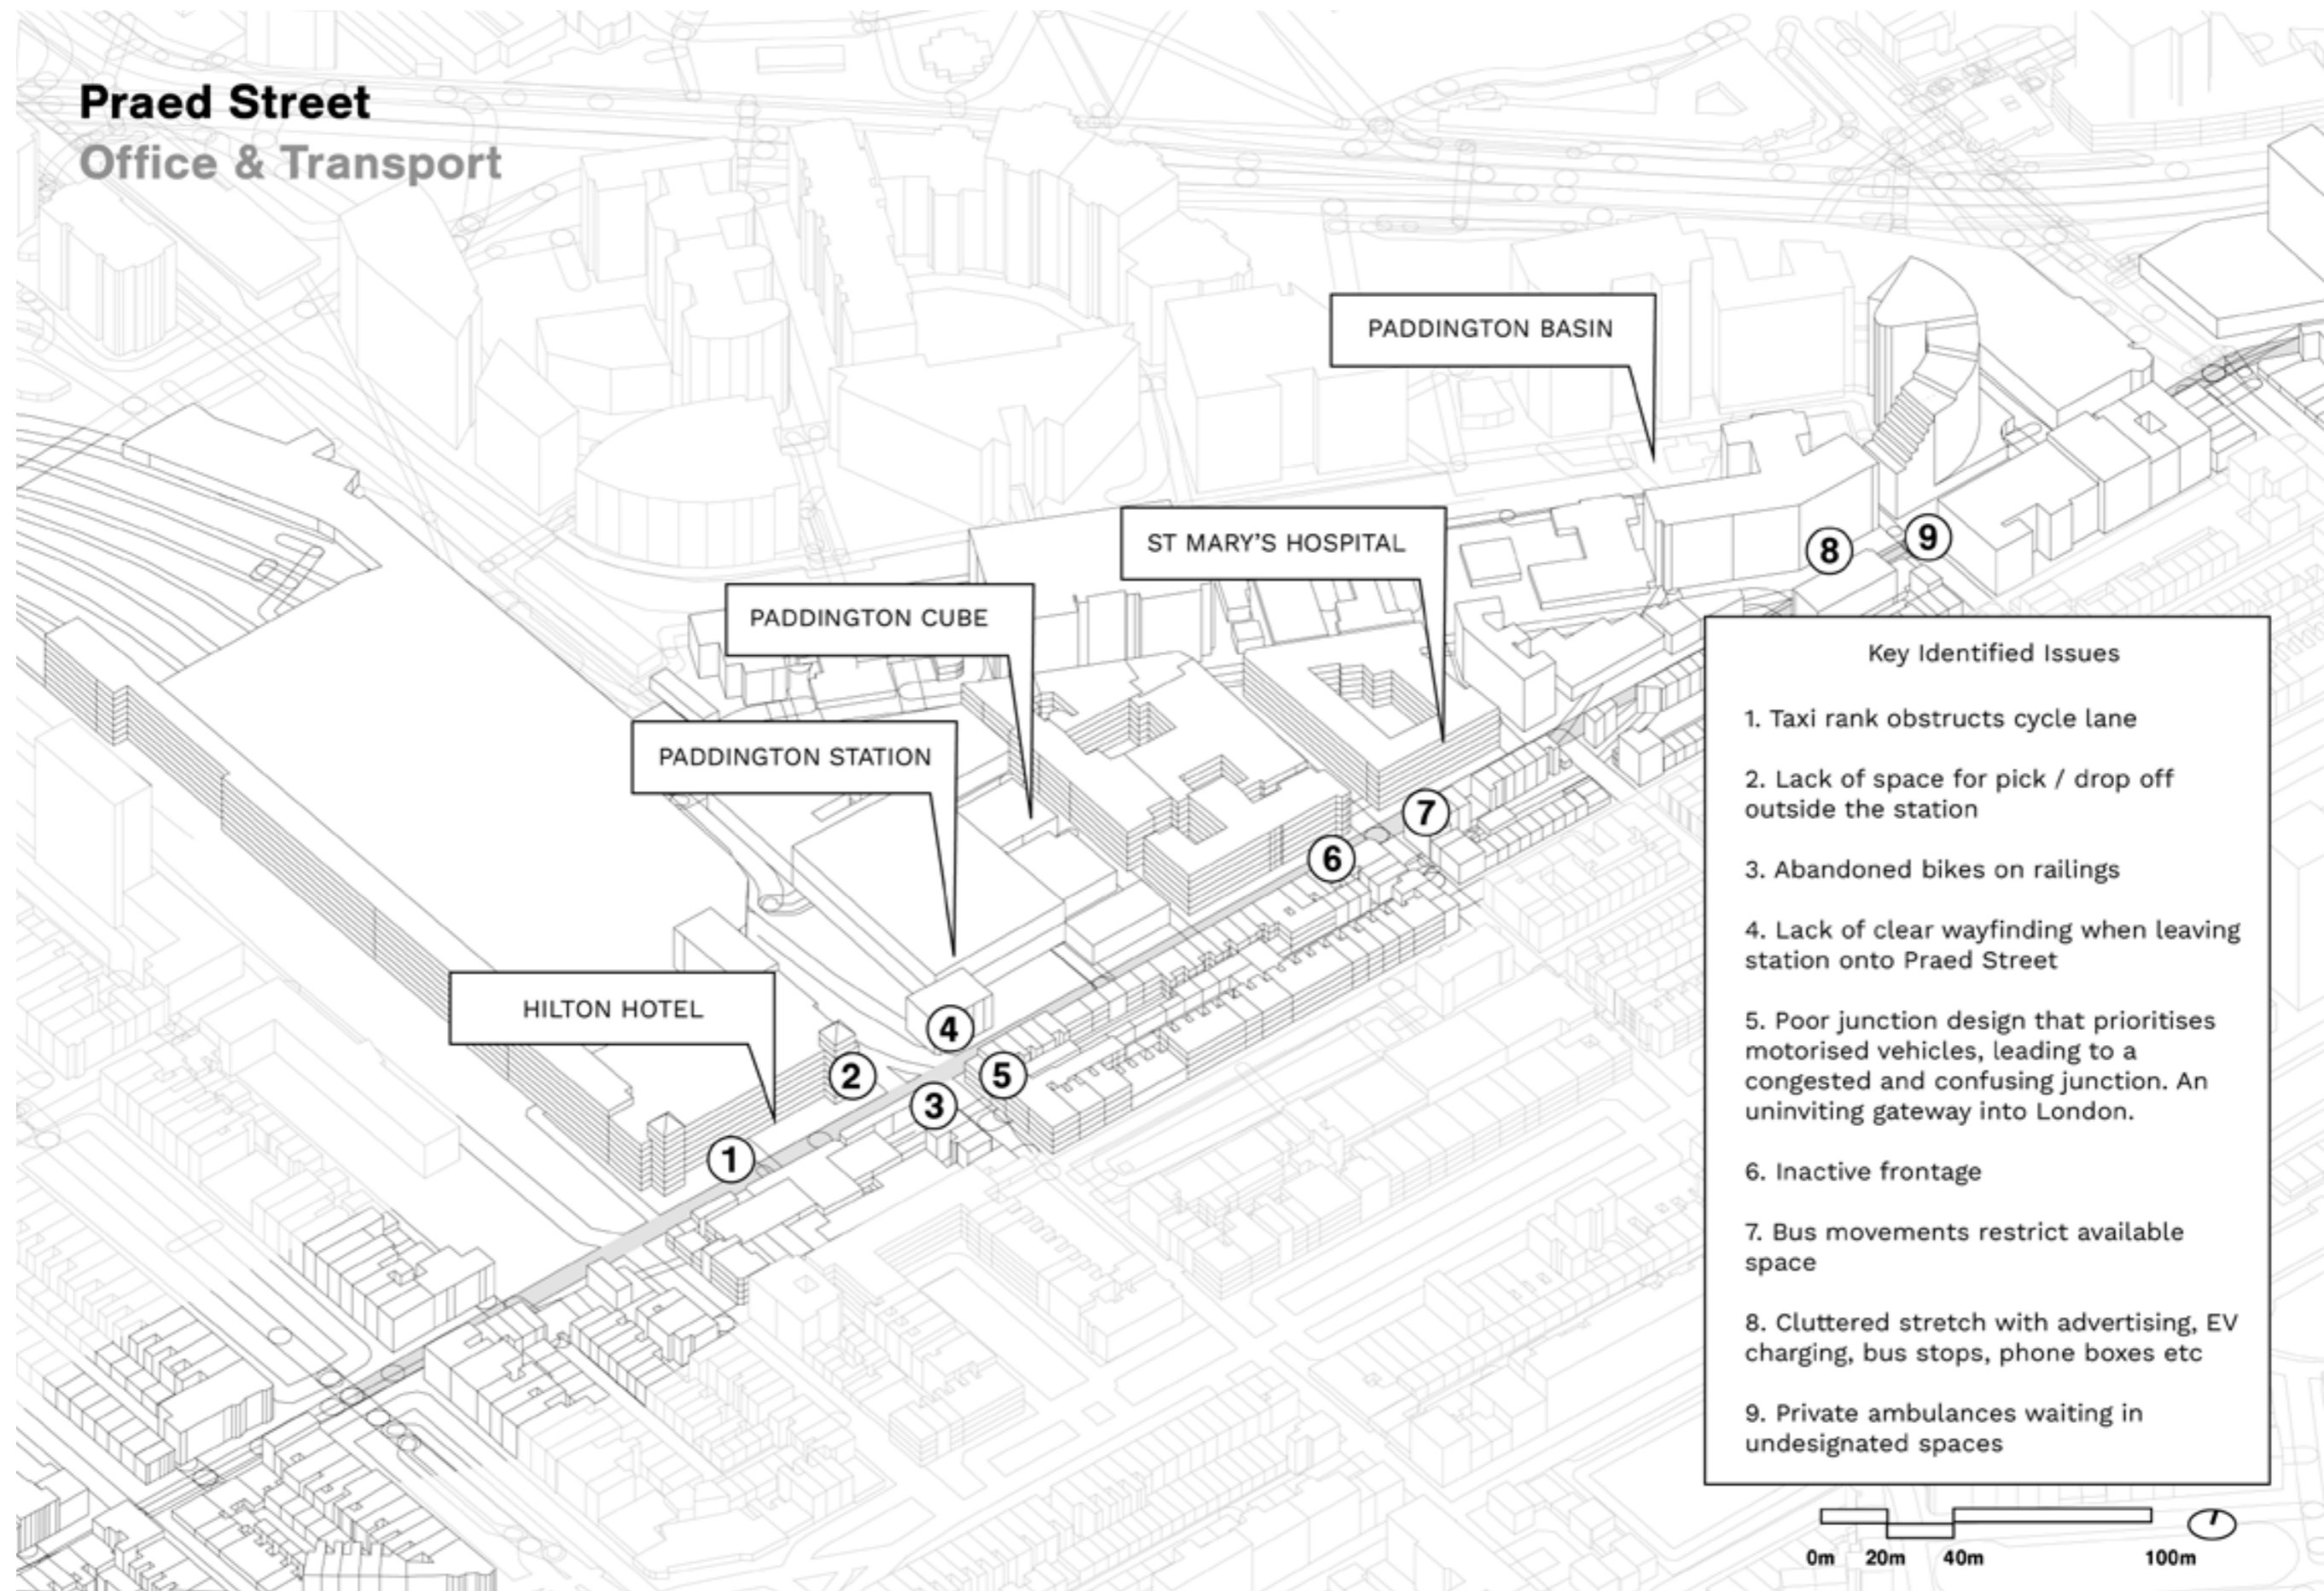 Praed Street
Office & Transport
PADDINGTON BASIN
ST MARY'S HOSPITAL
PADDINGTON CUBE
PADDINGTON STATION
HILTON HOTEL
8
9
7
6
4
2
5
3
1
Key Identified Issues
1. Taxi rank obstructs cycle lane
2. Lack of space for pick / drop off
outside the station
3. Abandoned bikes on railings
4. Lack of clear wayfinding when leaving
station onto Praed Street
5. Poor junction design that prioritises
motorised vehicles, leading to a
congested and confusing junction. An
uninviting gateway into London.
6. Inactive frontage
7. Bus movements restrict available
space
8. Cluttered stretch with advertising, EV
charging, bus stops, phone boxes etc
9. Private ambulances waiting in
undesignated spaces
0m 20m 40m 100m